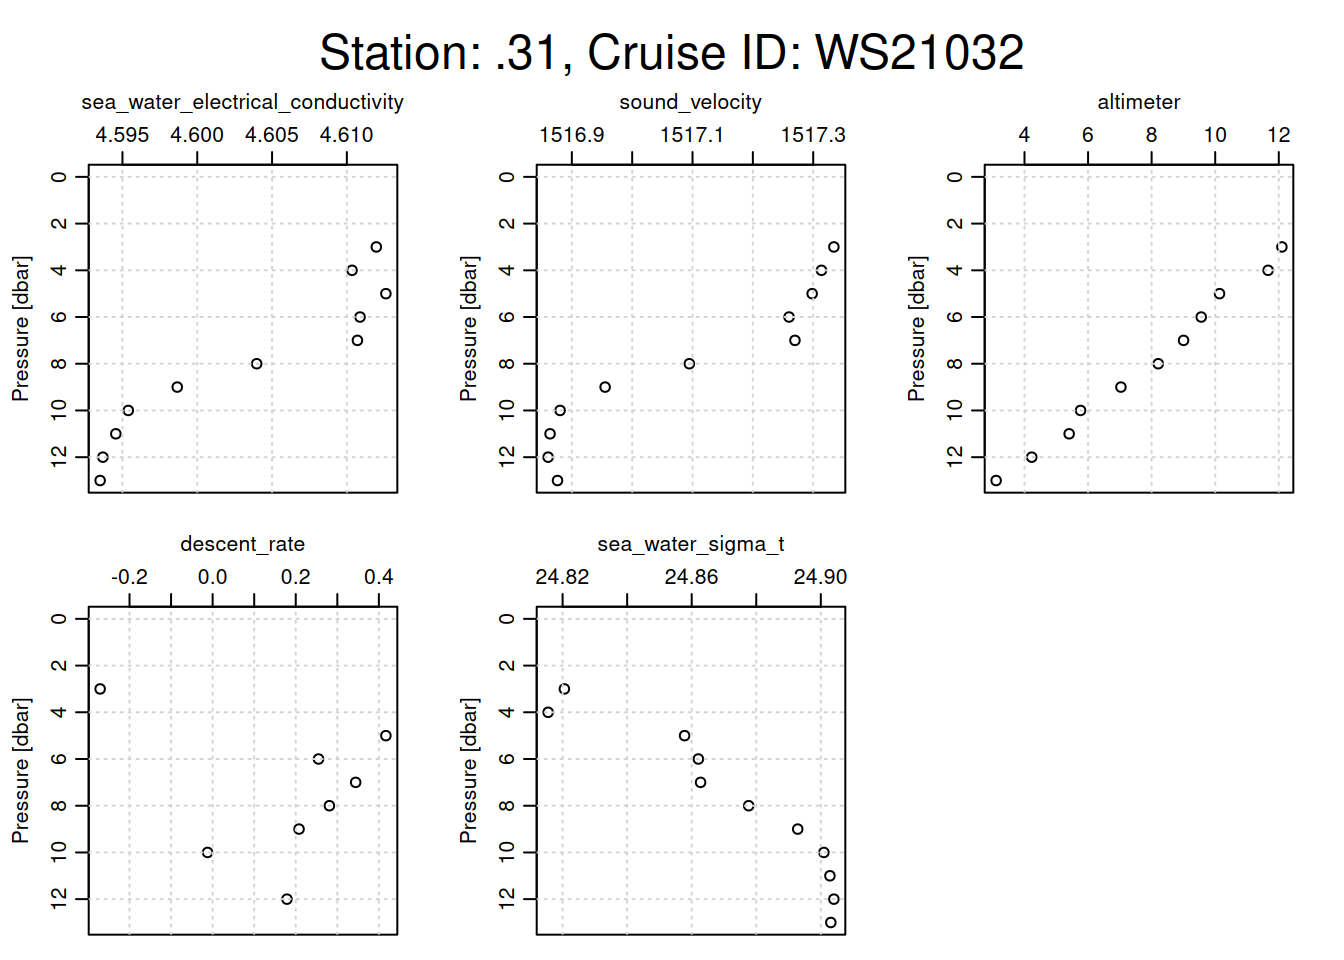 Station: .31, Cruise ID: WS21032
sea_water_electrical_conductivity
4.595 4.600 4.605 4.610
Pressure [dbar]
0
2
4
6
8
10
12
sound_velocity
1516.9 1517.1 1517.3
Pressure [dbar]
0
2
4
6
8
10
12
altimeter
4 6 8 10 12
Pressure [dbar]
0
2
4
6
8
10
12
descent_rate
-0.2 0.0 0.2 0.4
Pressure [dbar]
0
2
4
6
8
10
12
sea_water_sigma_t
24.82 24.86 24.90
Pressure [dbar]
0
2
4
6
8
10
12